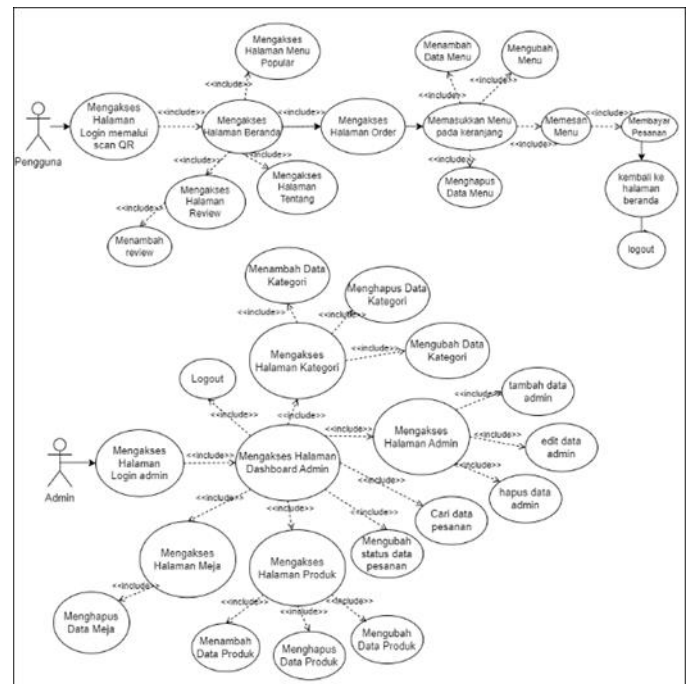 Mengakses
Halaman Menu
Popular
Menambah
Data Menu
Mengubah
Menu
<<include>>
<<include>>
<<include>>
Pengguna
Mengakses
Halaman
Login memalui
scan QR
<<include>>
Mengakses
Halaman Beranda
<<include>>
Mengakses
Halaman Order
Memasukkan Menu
pada keranjang
<<include>>
Memesan
Menu
<<include>>
Membayar
Pesanan
<<include>>
<<include>>
<<include>>
Mengakses
Halaman
Review
Mengakses
Halaman
Tentang
Menghapus
Data Menu
kembali ke
halaman
beranda
<<include>>
Menambah
review
logout
Menambah Data
Kategori
Menghapus Data
Kategori
<<include>>
<<include>>
Mengakses
Halaman Kategori
<<include>>
Mengubah Data
Kategori
Logout
<<include>>
<<include>>
tambah data
admin
<<include>>
Mengakses
Halaman Admin
<<include>>
<<include>>
edit data
admin
<<include>>
hapus data
admin
Admin
Mengakses
Halaman
Login admin
<<include>>
Mengakses Halaman
Dashboard Admin
<<include>>
<<include>>
<<include>>
<<include>>
Cari data
pesanan
Mengubah
status data
pesanan
Mengakses
Halaman Meja
Mengakses
Halaman Produk
<<include>>
Menghapus
Data Meja
<<include>>
<<include>>
<<include>>
Menambah
Data Produk
Menghapus
Data Produk
Mengubah
Data Produk